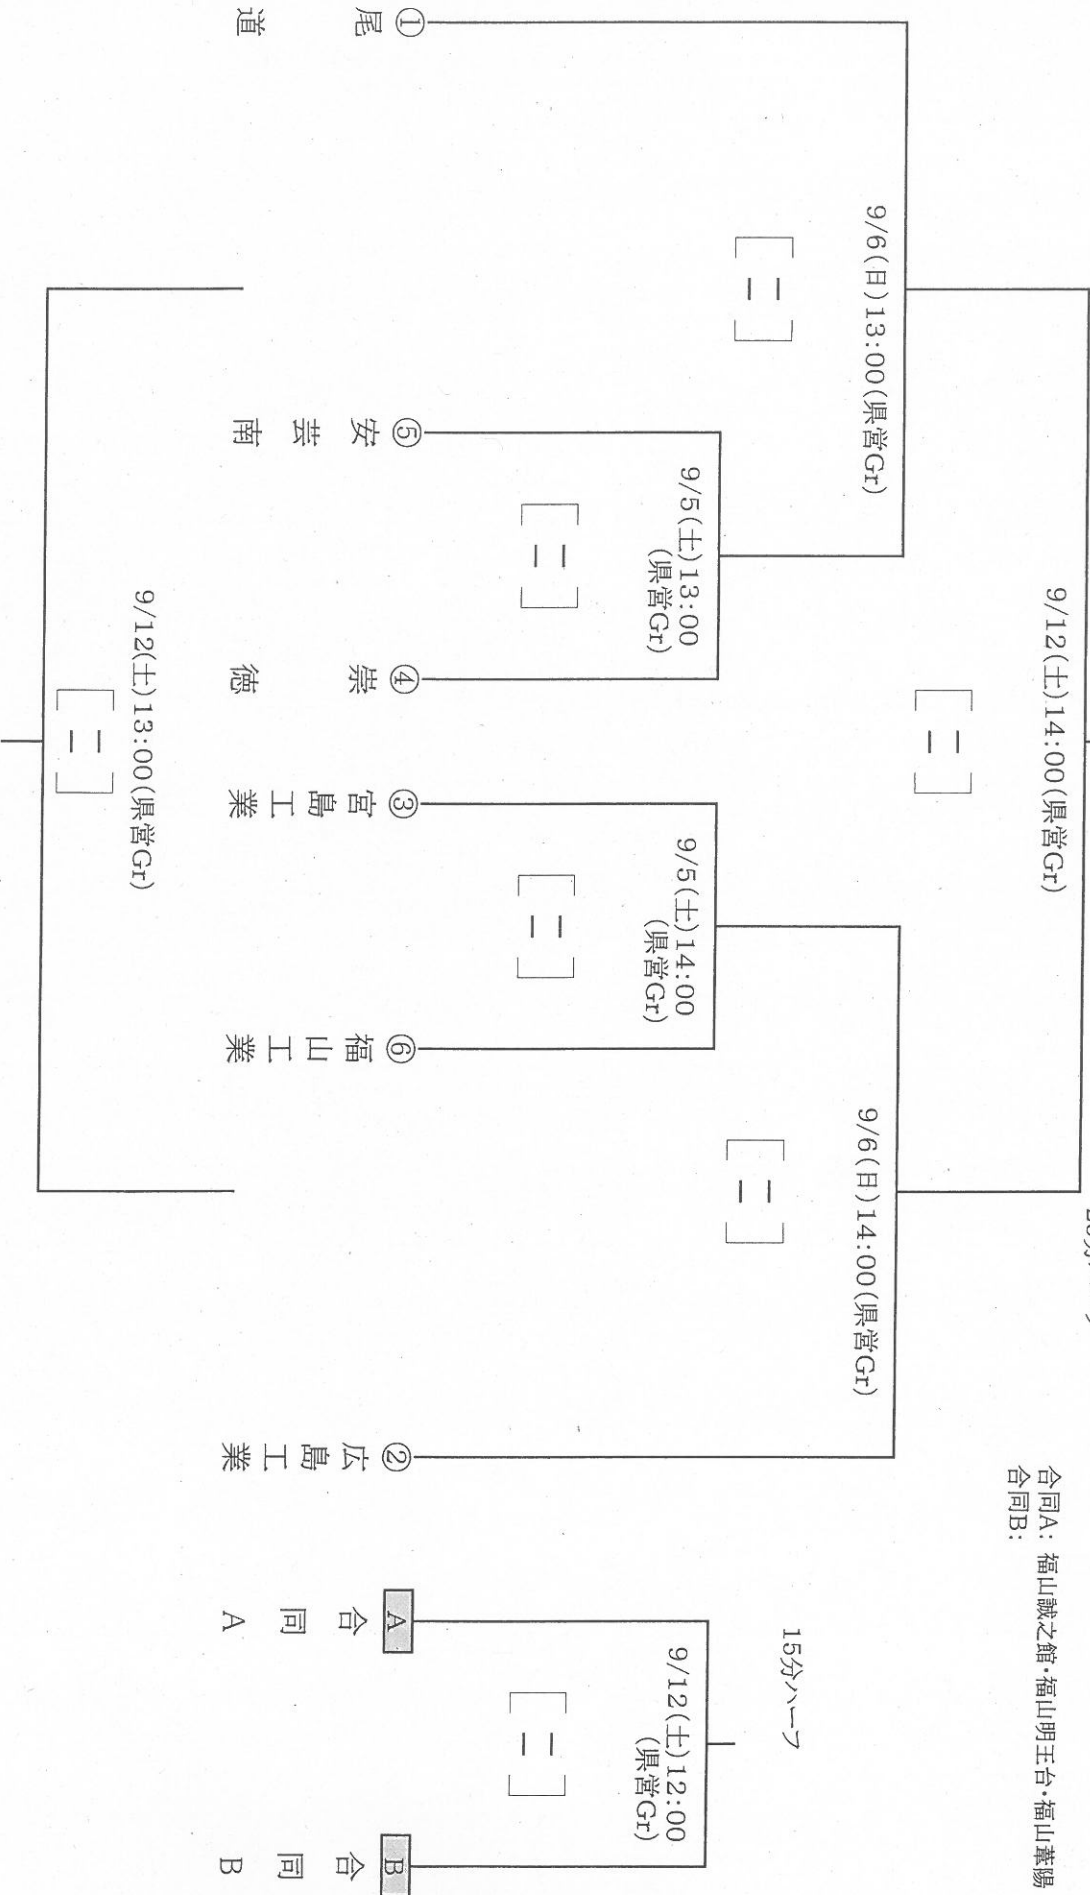 合同A: 福山誠之館・福山明王台・福山葦陽
合同B:
9/12(土)14:00(県営Gr)
9/6(日)13:00(県営Gr)
9/6(日)14:00(県営Gr)
15分ハーフ
9/5(土)13:00
(県営Gr)
9/5(土)14:00
(県営Gr)
9/12(土)12:00
(県営Gr)
① 尾道
⑤ 安芸南
④ 崇徳
③ 宮島工業
⑥ 福山工業
② 広島工業
A 合同A
B 合同B
9/12(土)13:00(県営Gr)